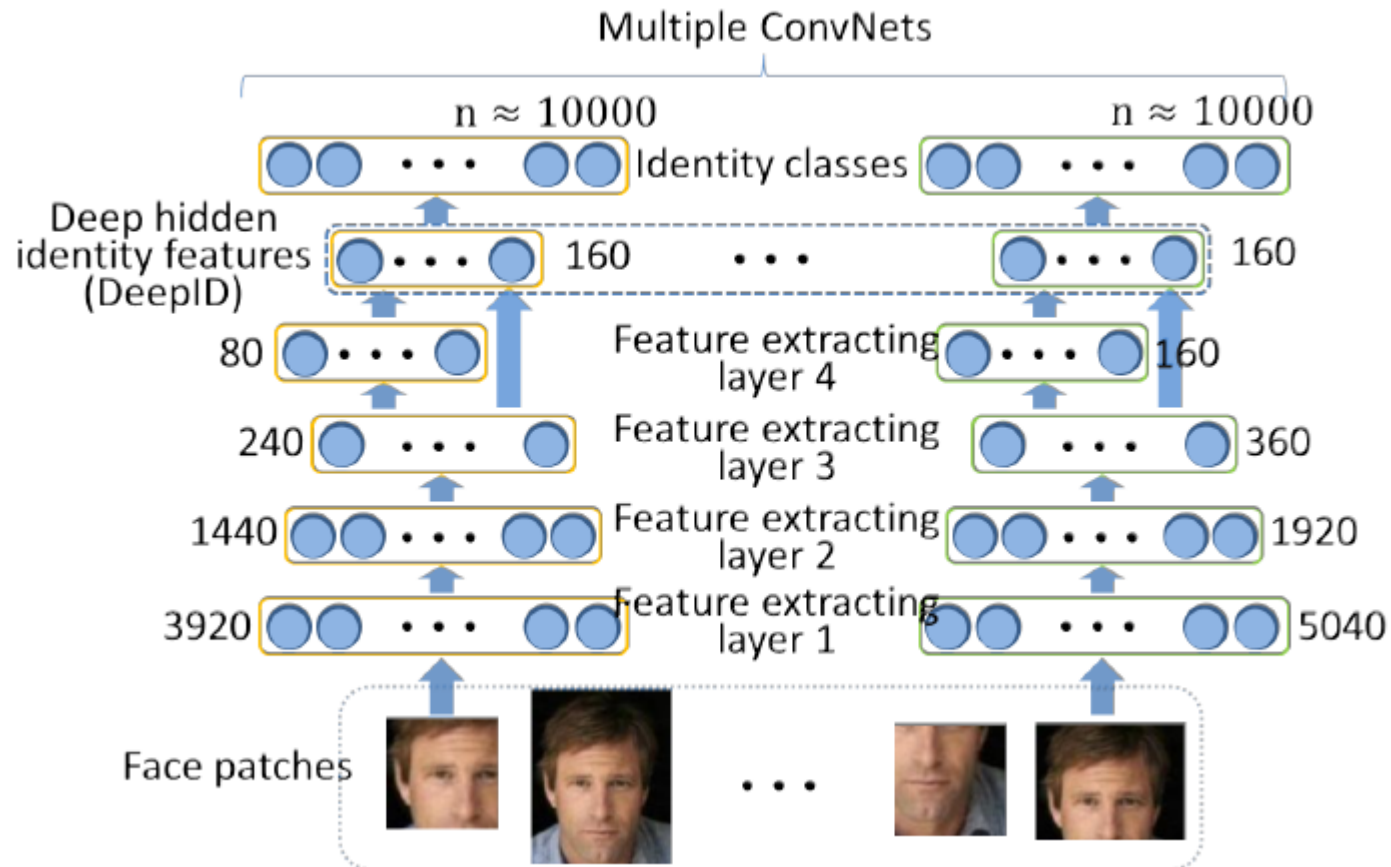 Multiple ConvNets
n ≈ 10000
n ≈ 10000
Identity classes
Deep hidden
identity features
(DeepID)
160
160
80
Feature extracting
layer 4
160
240
Feature extracting
layer 3
360
1440
Feature extracting
layer 2
1920
3920
Feature extracting
layer 1
5040
Face patches